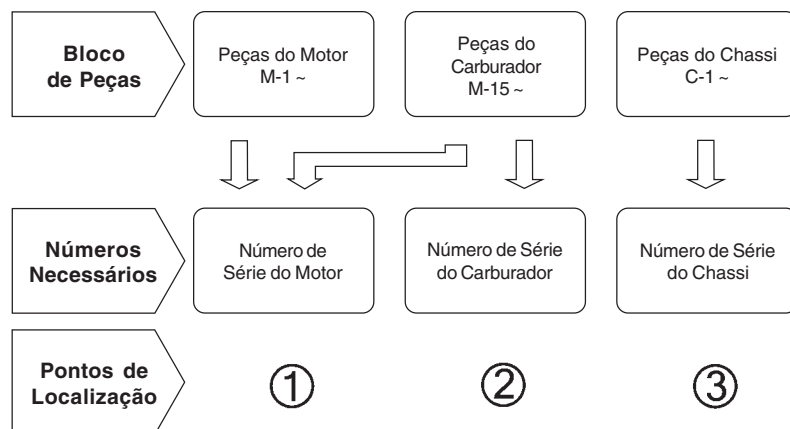 Bloco
de Peças
Peças do Motor
M-1 ~
Peças do
Carburador
M-15 ~
Peças do Chassi
C-1 ~
Números
Necessários
Número de
Série do Motor
Número de Série
do Carburador
Número de Série
do Chassi
Pontos de
Localização
①
②
③